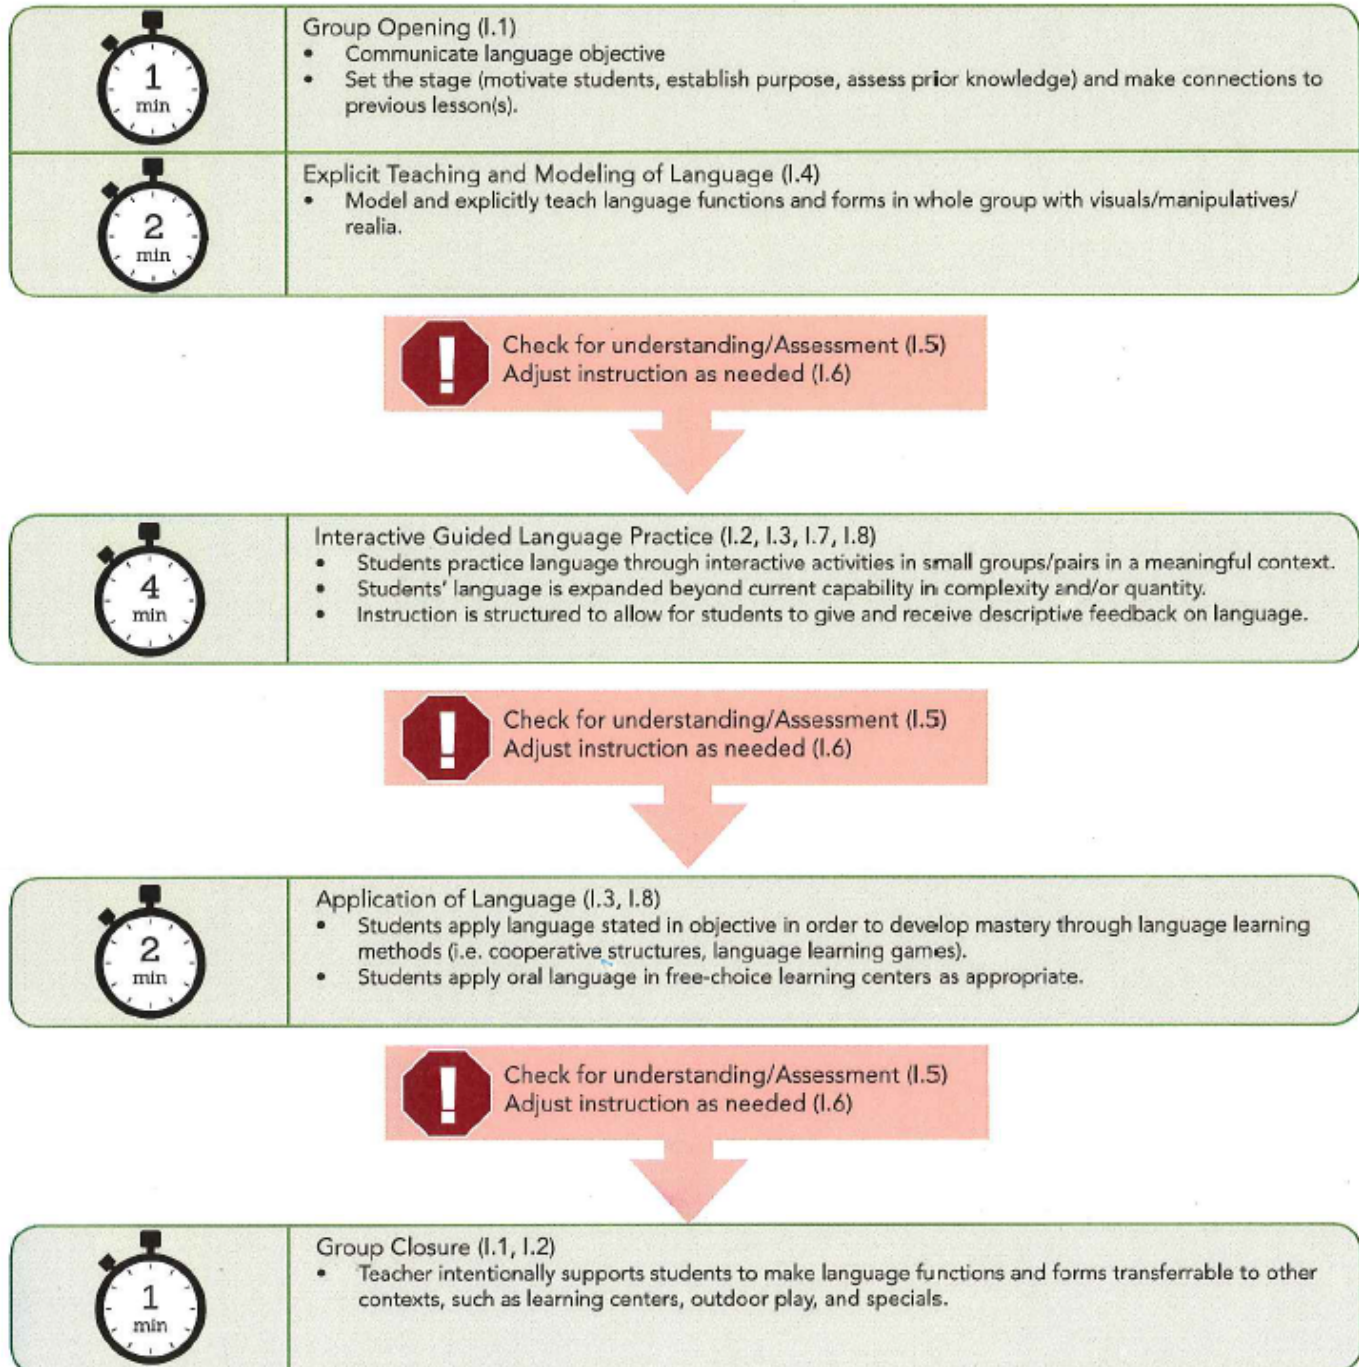 1
min
Group Opening (I.1)
• Communicate language objective
• Set the stage (motivate students, establish purpose, assess prior knowledge) and make connections to
previous lesson(s).
2
min
Explicit Teaching and Modeling of Language (I.4)
• Model and explicitly teach language functions and forms in whole group with visuals/manipulatives/
realia.
! Check for understanding/Assessment (I.5)
Adjust instruction as needed (I.6)
4
min
Interactive Guided Language Practice (I.2, I.3, I.7, I.8)
• Students practice language through interactive activities in small groups/pairs in a meaningful context.
• Students' language is expanded beyond current capability in complexity and/or quantity.
• Instruction is structured to allow for students to give and receive descriptive feedback on language.
! Check for understanding/Assessment (I.5)
Adjust instruction as needed (I.6)
2
min
Application of Language (I.3, I.8)
• Students apply language stated in objective in order to develop mastery through language learning
methods (i.e. cooperative structures, language learning games).
• Students apply oral language in free-choice learning centers as appropriate.
! Check for understanding/Assessment (I.5)
Adjust instruction as needed (I.6)
1
min
Group Closure (I.1, I.2)
• Teacher intentionally supports students to make language functions and forms transferrable to other
contexts, such as learning centers, outdoor play, and specials.